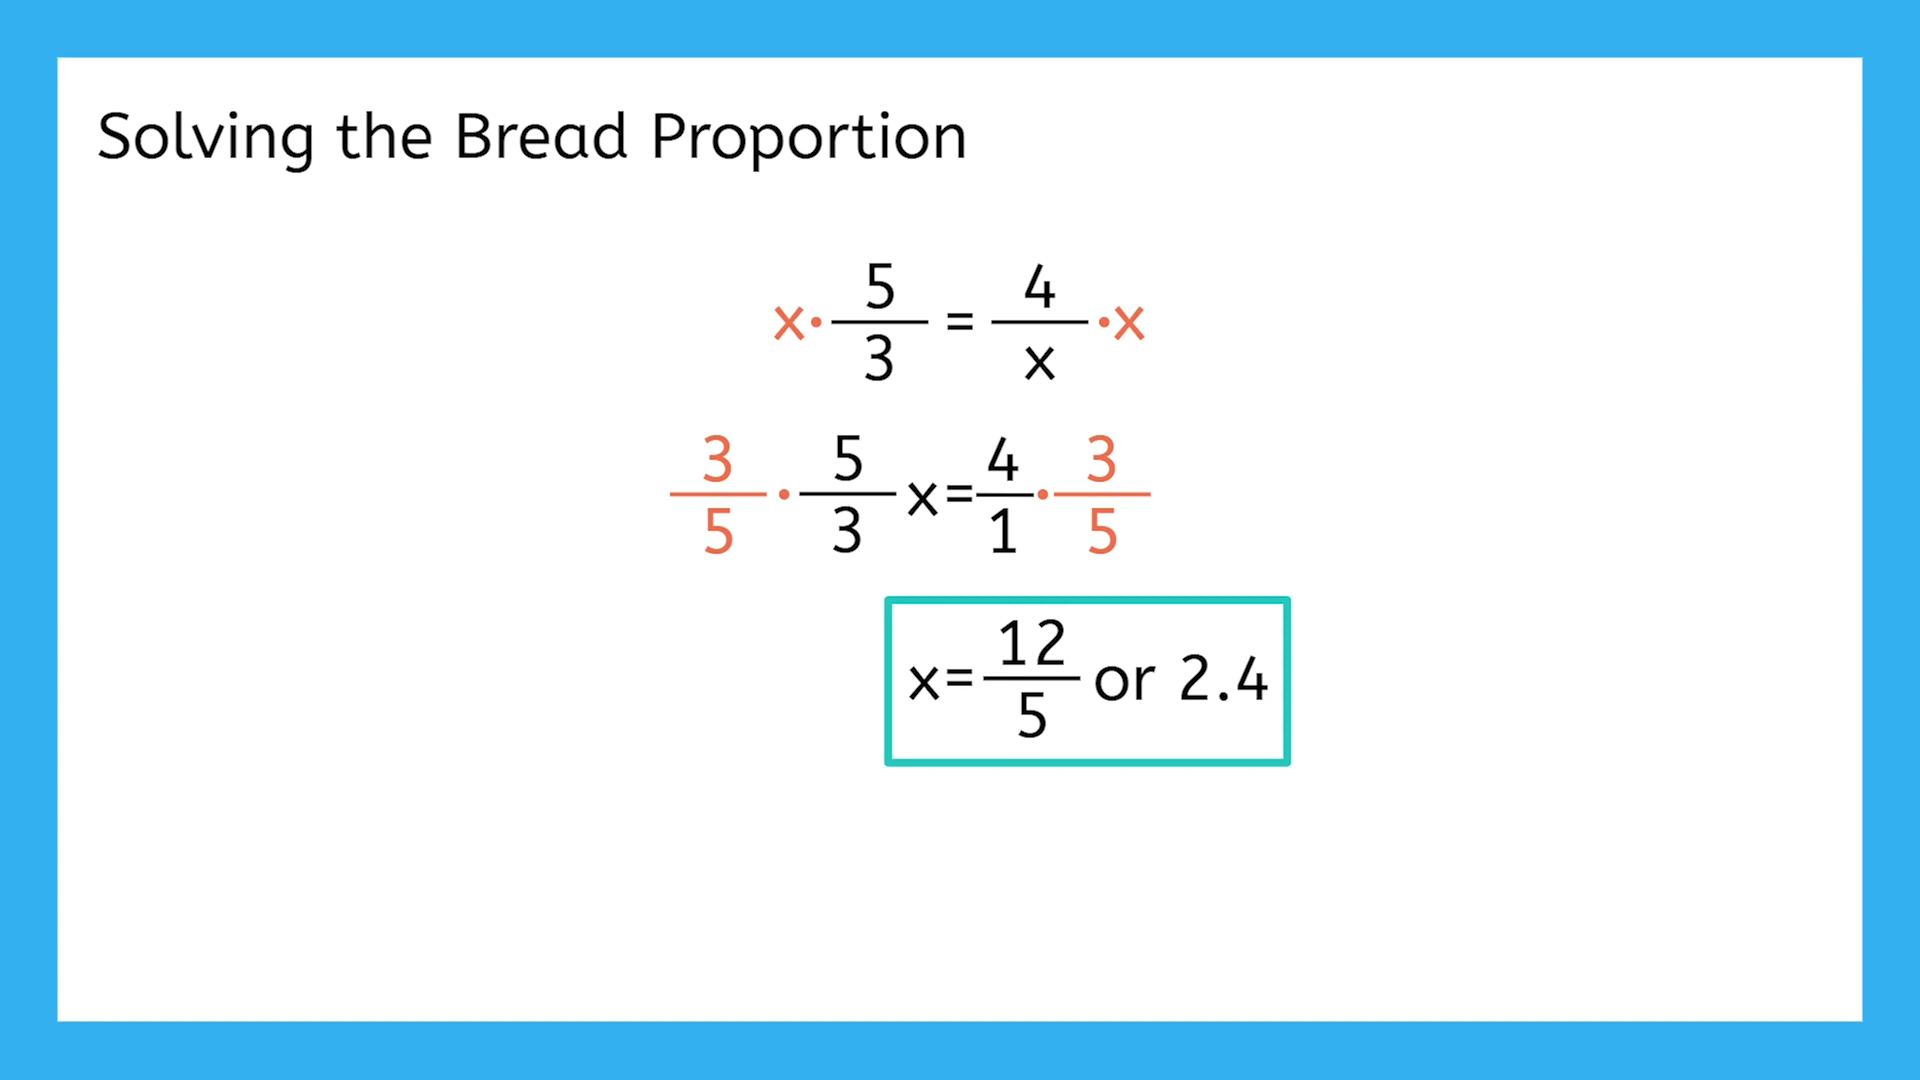 Solving the Bread Proportion
x · 5/3 = 4/x · x
3/5 · 5/3 x = 4/1 · 3/5
x = 12/5 or 2.4